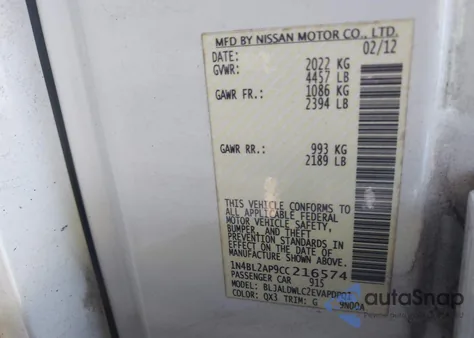 MFD BY NISSAN MOTOR CO., LTD.
DATE: 02/12
GVWR: 2022 KG
4457 LB
GAWR FR.: 1086 KG
2394 LB
GAWR RR.: 993 KG
2189 LB
THIS VEHICLE CONFORMS TO
ALL APPLICABLE FEDERAL
MOTOR VEHICLE SAFETY,
BUMPER, AND THEFT
PREVENTION STANDARDS IN
EFFECT ON THE DATE OF
MANUFACTURE SHOWN ABOVE.
1N4BL2AP9CC216574
PASSENGER CAR 915
MODEL:
COLOR: QX3 TRIM: G
autoSnap